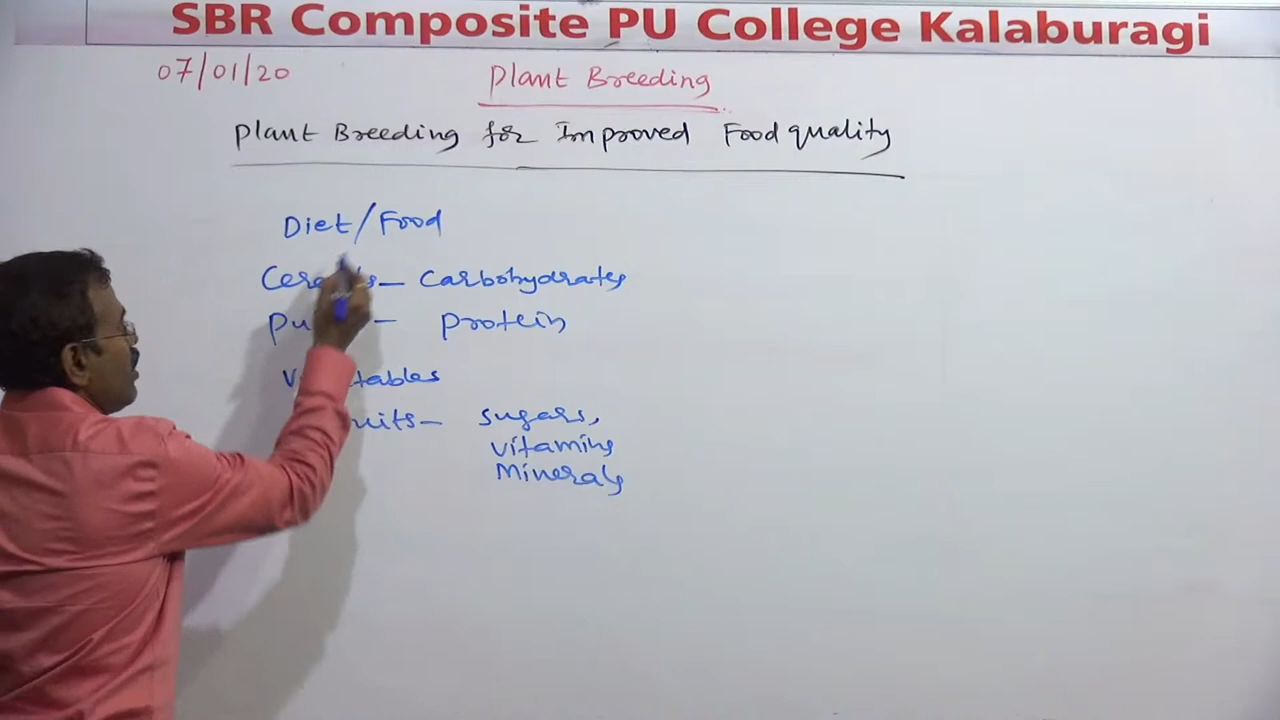 SBR Composite PU College Kalaburagi
07/01/20
Plant Breeding
Plant Breeding for Improved Food quality
Diet/Food
Carbohydrates
Protein
sugars,
vitamins
Minerals